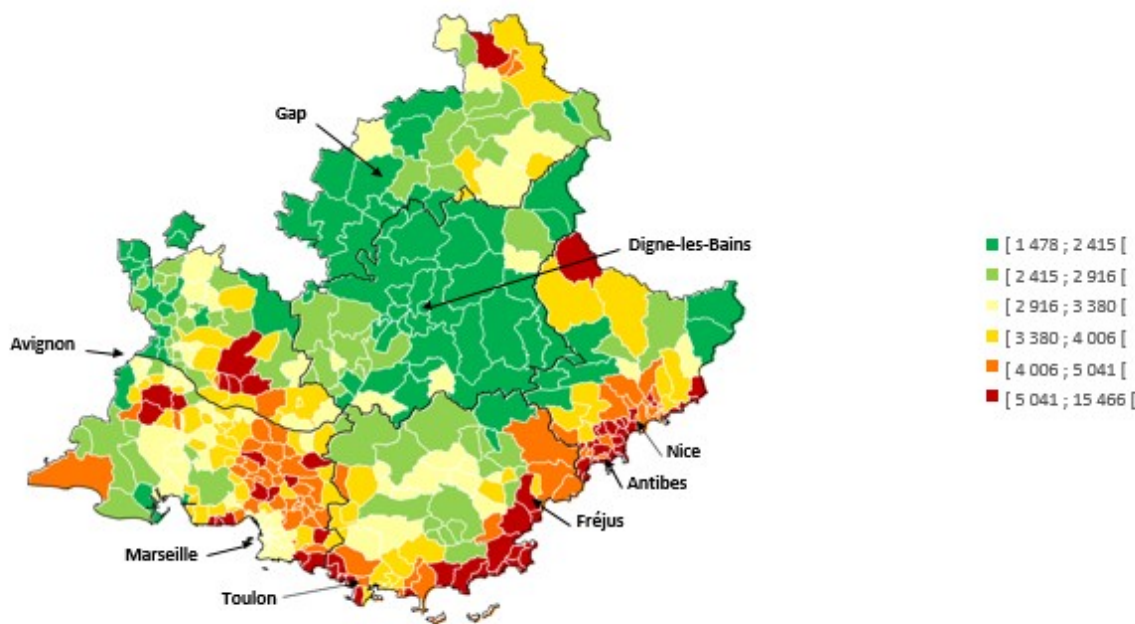 Gap
Digne-les-Bains
Avignon
Nice
Antibes
Fréjus
Marseille
Toulon
[ 1 478 ; 2 415 [
[ 2 415 ; 2 916 [
[ 2 916 ; 3 380 [
[ 3 380 ; 4 006 [
[ 4 006 ; 5 041 [
[ 5 041 ; 15 466 [